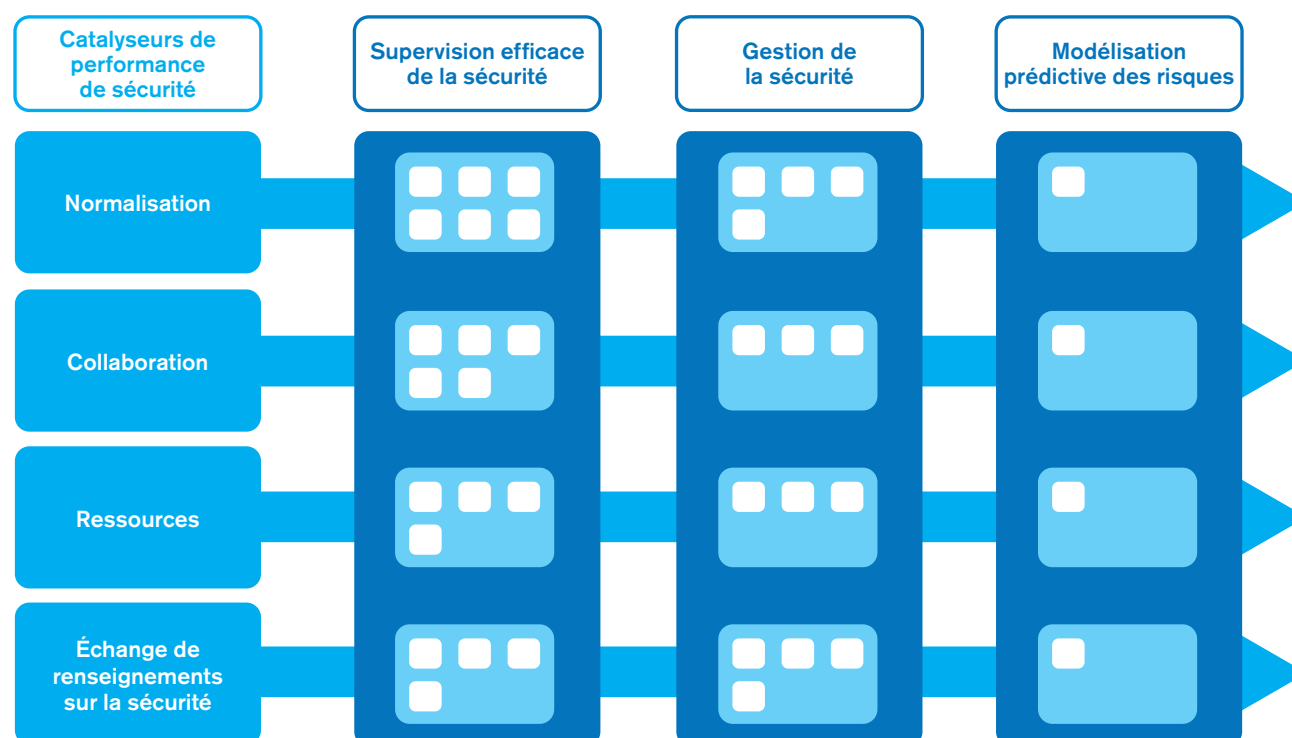 Catalyseurs de
performance
de sécurité
Supervision efficace
de la sécurité
Gestion de
la sécurité
Modélisation
prédictive des risques
Normalisation
Collaboration
Ressources
Échange de
renseignements
sur la sécurité